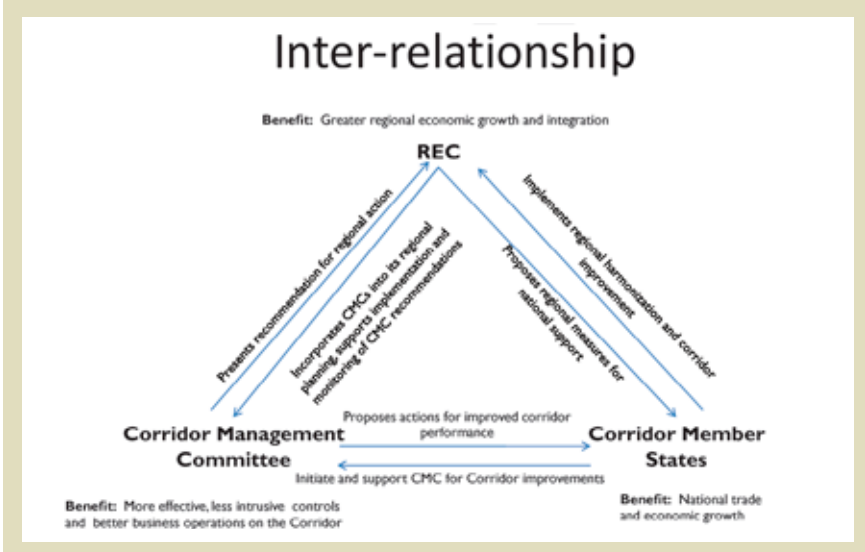 Inter-relationship
Benefit: Greater regional economic growth and integration
REC
Presents recommendation for regional action
Incorporates CMCs into its regional
planning, supports implementation and
monitoring of CMC recommendations
Proposes regional measures for
national support
Implements regional harmonization and corridor
improvement
Corridor Management
Committee
Proposes actions for improved corridor
performance
Initiate and support CMC for Corridor improvements
Corridor Member
States
Benefit: More effective, less intrusive controls
and better business operations on the Corridor
Benefit: National trade
and economic growth